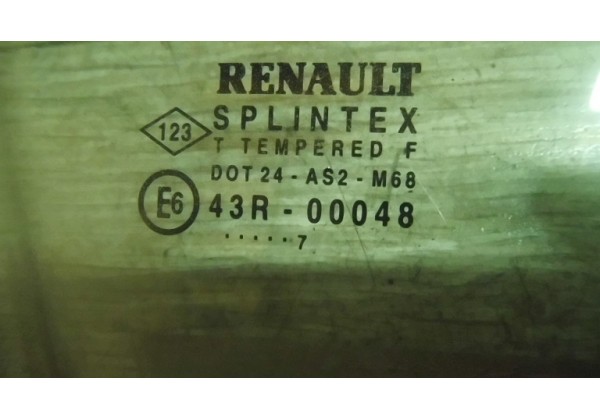 RENAULT
123 SPLINTEX
T TEMPERED F
DOT 24 - AS2 - M68
E6 43R - 00048
. . . . . 7